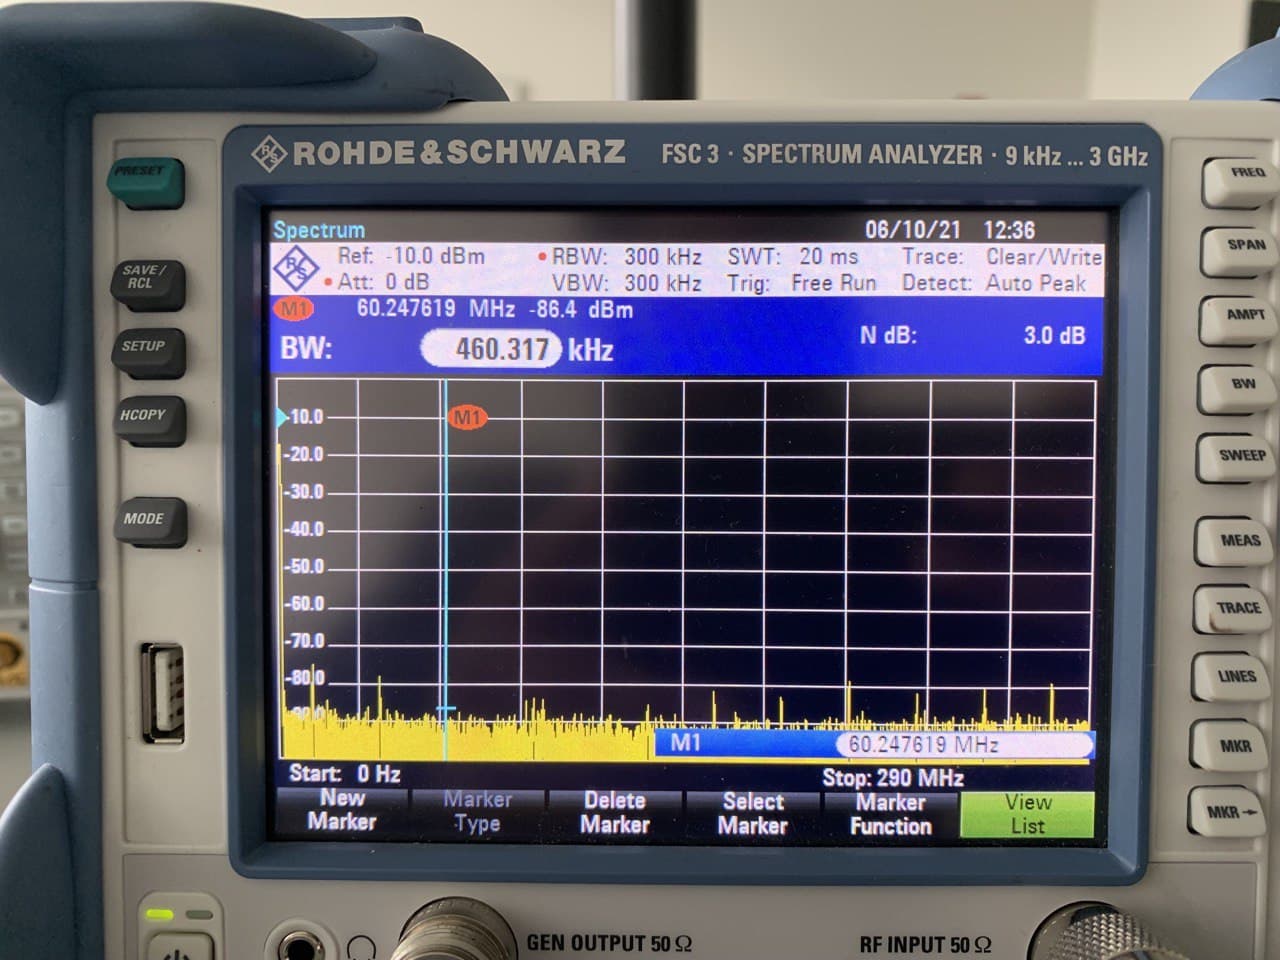 ROHDE&SCHWARZ FSC 3 · SPECTRUM ANALYZER · 9 kHz ... 3 GHz
PRESET
SAVE/
RCL
SETUP
HCOPY
MODE
Spectrum 06/10/21 12:36
R/S Ref: -10.0 dBm RBW: 300 kHz SWT: 20 ms Trace: Clear/Write
Att: 0 dB VBW: 300 kHz Trig: Free Run Detect: Auto Peak
M1 60.247619 MHz -86.4 dBm
BW: 460.317 kHz N dB: 3.0 dB
-10.0 M1
-20.0
-30.0
-40.0
-50.0
-60.0
-70.0
-80.0
-90.0
M1 60.247619 MHz
Start: 0 Hz Stop: 290 MHz
New Marker
Marker Type
Delete Marker
Select Marker
Marker Function
View List
FREQ
SPAN
AMPT
BW
SWEEP
MEAS
TRACE
LINES
MKR
MKR→
GEN OUTPUT 50 Ω RF INPUT 50 Ω